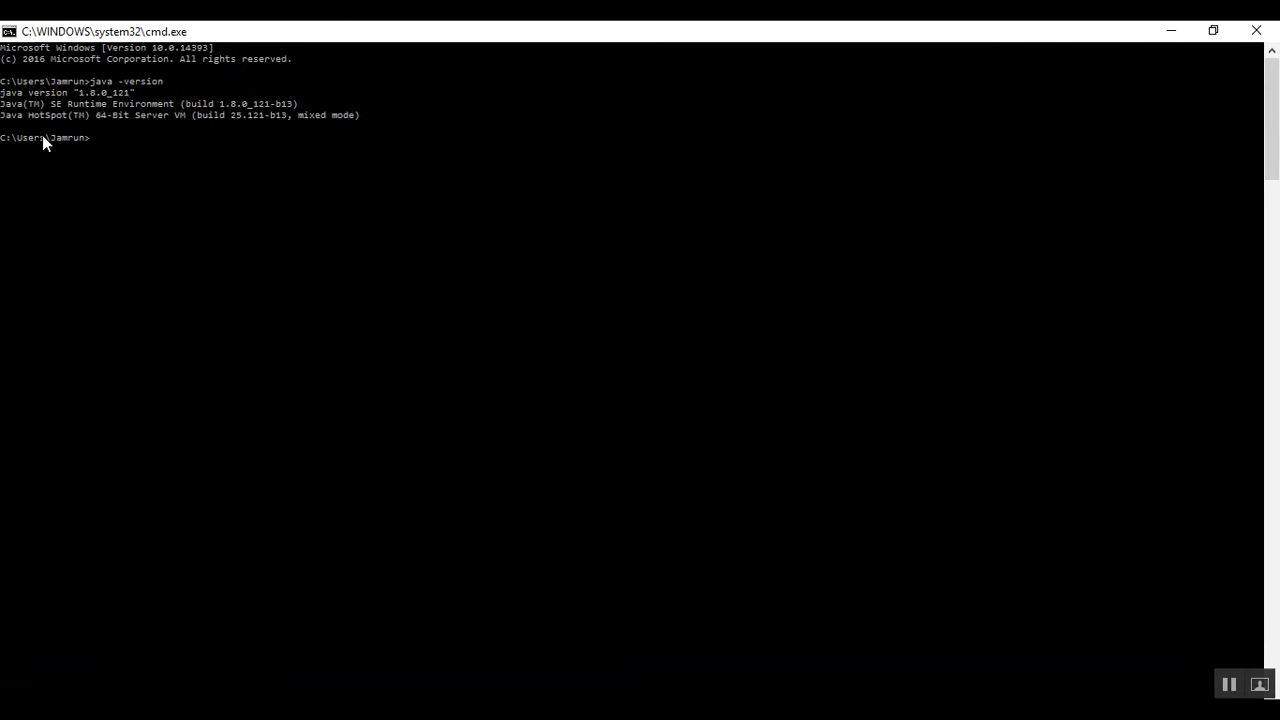 C:\WINDOWS\system32\cmd.exe
Microsoft Windows [Version 10.0.14393]
(c) 2016 Microsoft Corporation. All rights reserved.
C:\Users\Jamrun>java -version
java version "1.8.0_121"
Java(TM) SE Runtime Environment (build 1.8.0_121-b13)
Java HotSpot(TM) 64-Bit Server VM (build 25.121-b13, mixed mode)
C:\Users\Jamrun>